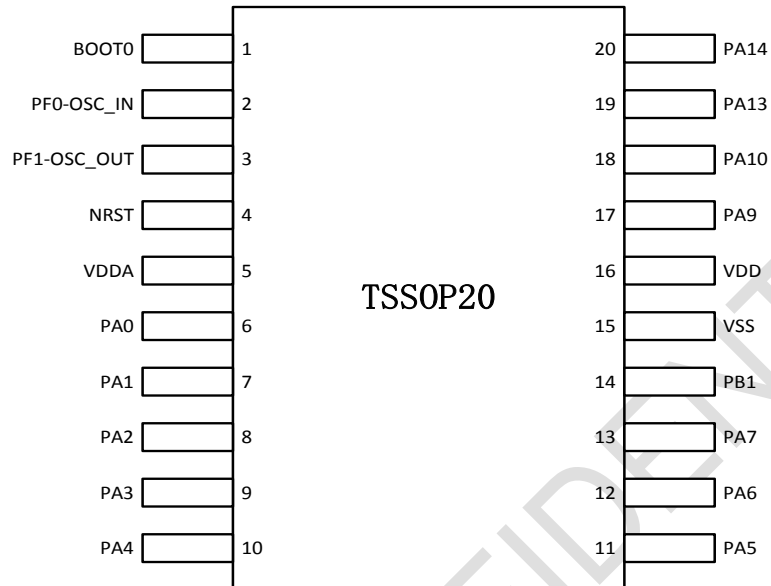 BOOT0 1 20 PA14
PF0-OSC_IN 2 19 PA13
PF1-OSC_OUT 3 18 PA10
NRST 4 17 PA9
VDDA 5 16 VDD
TSSOP20
PA0 6 15 VSS
PA1 7 14 PB1
PA2 8 13 PA7
PA3 9 12 PA6
PA4 10 11 PA5